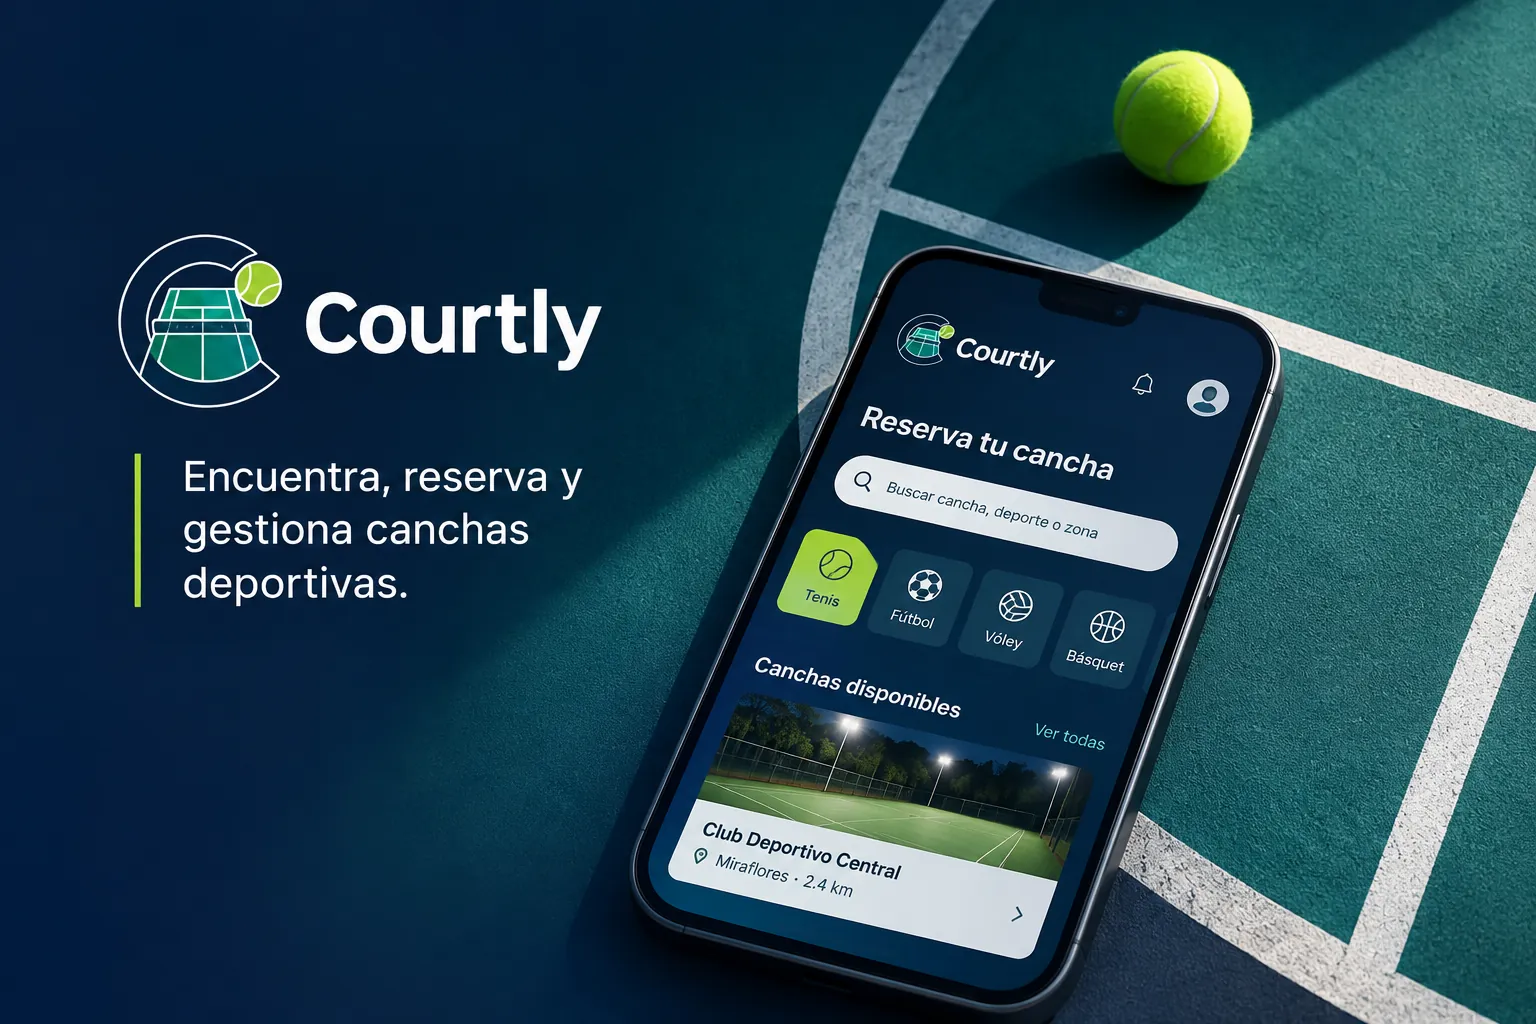 Courtly
Encuentra, reserva y
gestiona canchas
deportivas.
Courtly
Reserva tu cancha
Buscar cancha, deporte o zona
Tenis
Fútbol
Vóley
Básquet
Canchas disponibles
Ver todas
Club Deportivo Central
Miraflores · 2.4 km